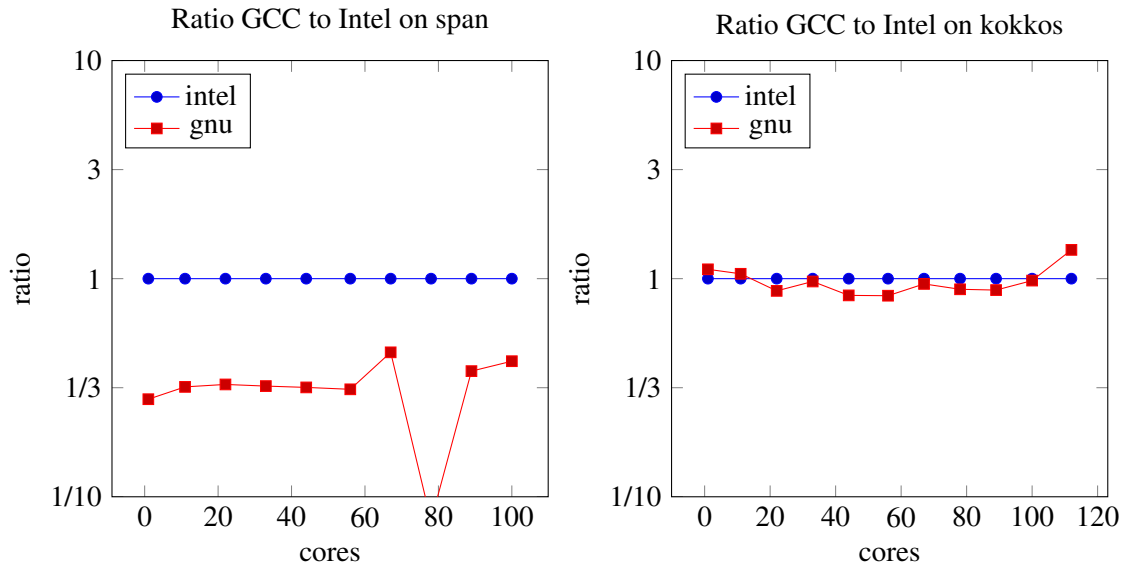 Ratio GCC to Intel on span
10
3
1
1/3
1/10
ratio
intel
gnu
0 20 40 60 80 100
cores
Ratio GCC to Intel on kokkos
10
3
1
1/3
1/10
ratio
intel
gnu
0 20 40 60 80 100 120
cores